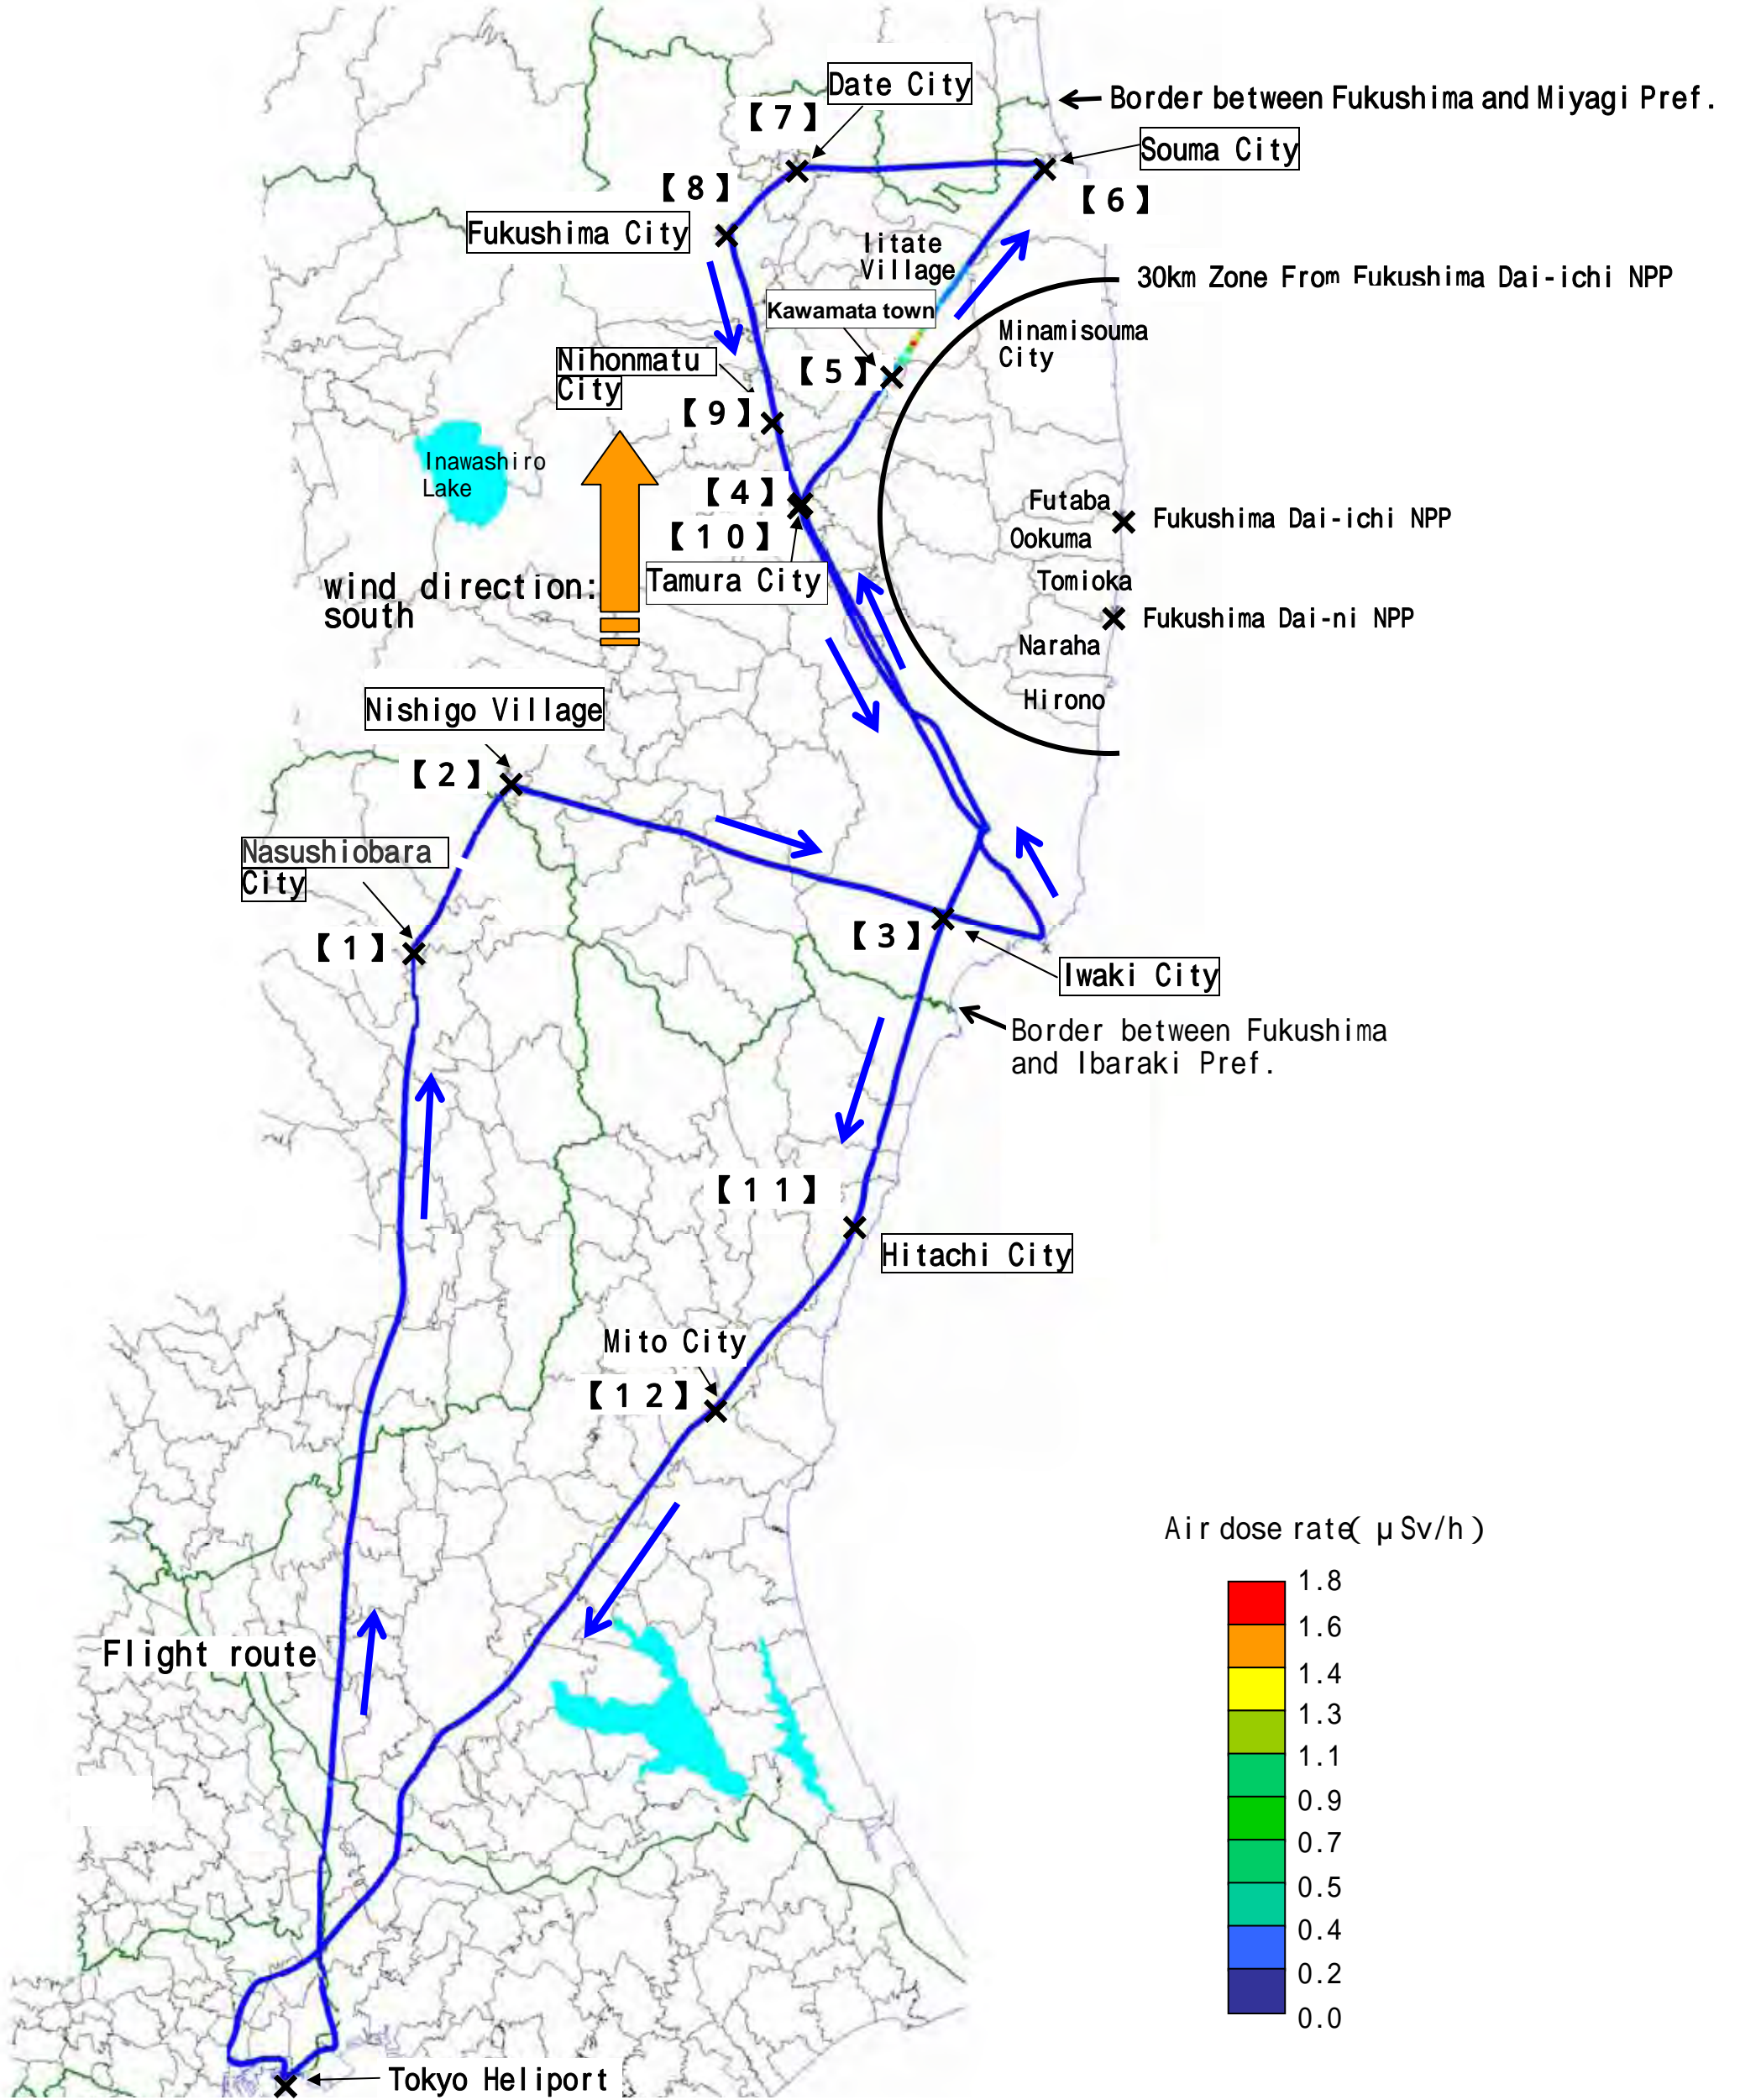 Date City
Border between Fukushima and Miyagi Pref.
【7】
Souma City
【8】
【6】
Fukushima City
Iitate
Village
30km Zone From Fukushima Dai-ichi NPP
Kawamata town
Minamisouma
City
Nihonmatu
City
【5】
【9】
Inawashiro
Lake
【4】
Futaba
Fukushima Dai-ichi NPP
【10】
Ookuma
wind direction:
south
Tamura City
Tomioka
Fukushima Dai-ni NPP
Naraha
Hirono
Nishigo Village
【2】
Nasushiobara
City
【1】
【3】
Iwaki City
Border between Fukushima
and Ibaraki Pref.
【11】
Hitachi City
Mito City
【12】
Air dose rate( μSv/h)
1.8
1.6
1.4
1.3
1.1
0.9
0.7
0.5
0.4
0.2
0.0
Flight route
Tokyo Heliport